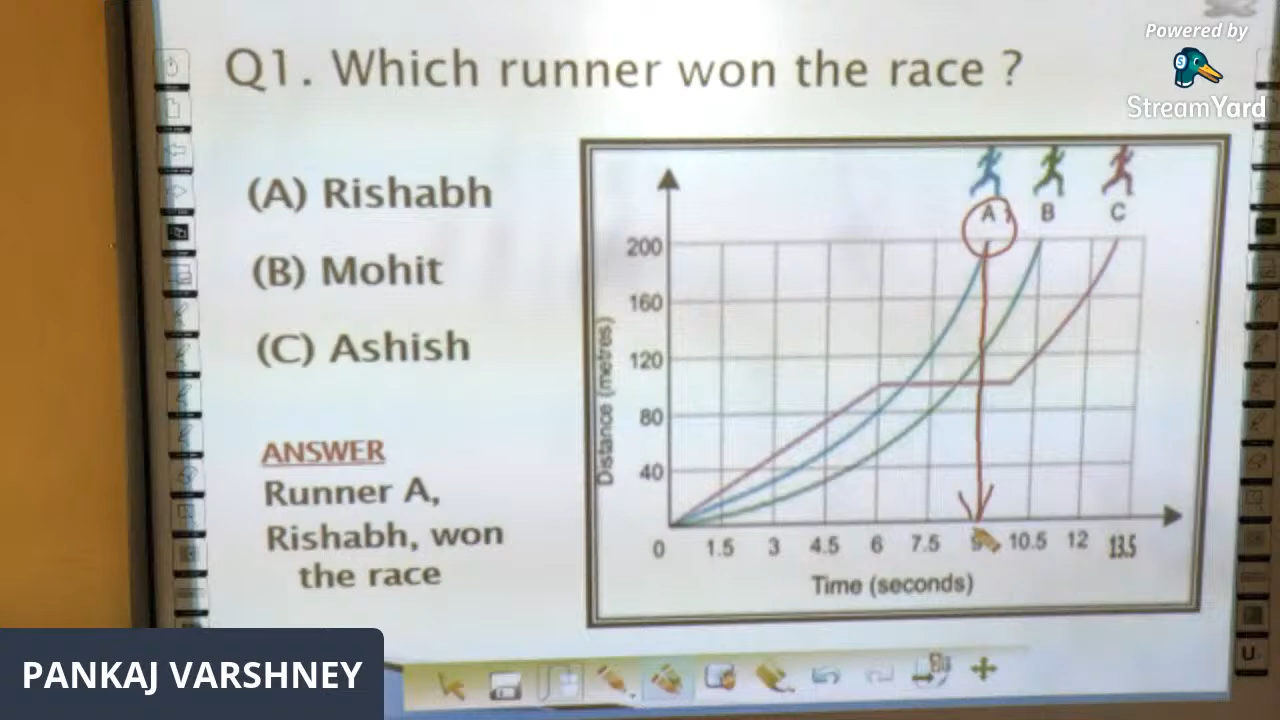 Powered by
StreamYard
Q1. Which runner won the race ?
(A) Rishabh
(B) Mohit
(C) Ashish
ANSWER
Runner A,
Rishabh, won
the race
A B C
200
160
120
80
40
Distance (metres)
0 1.5 3 4.5 6 7.5 9 10.5 12 13.5
Time (seconds)
U
PANKAJ VARSHNEY